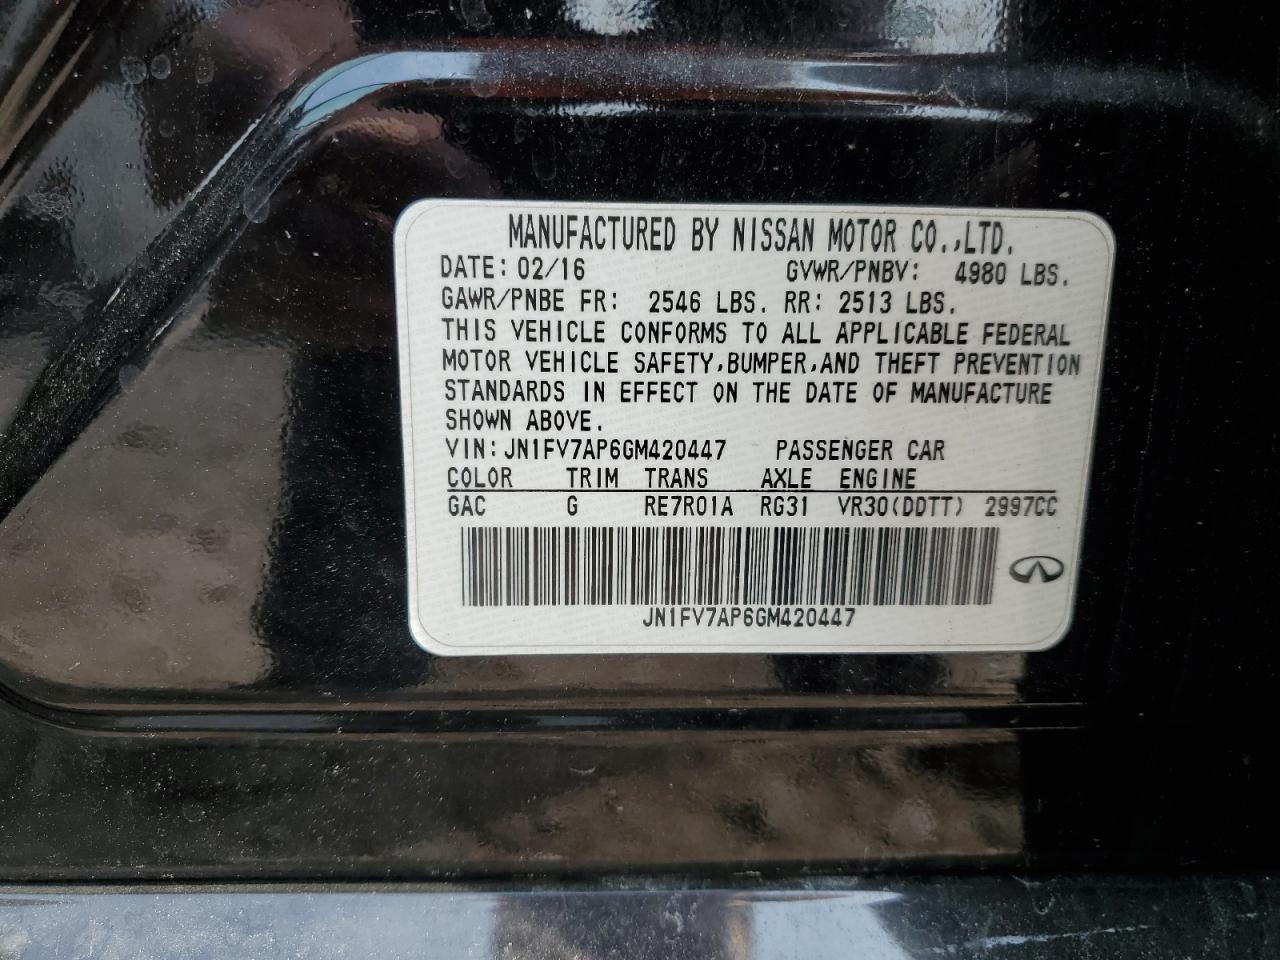 MANUFACTURED BY NISSAN MOTOR CO.,LTD.
DATE: 02/16 GVWR/PNBV: 4980 LBS.
GAWR/PNBE FR: 2546 LBS. RR: 2513 LBS.
THIS VEHICLE CONFORMS TO ALL APPLICABLE FEDERAL
MOTOR VEHICLE SAFETY,BUMPER,AND THEFT PREVENTION
STANDARDS IN EFFECT ON THE DATE OF MANUFACTURE
SHOWN ABOVE.
VIN: JN1FV7AP6GM420447 PASSENGER CAR
COLOR TRIM TRANS AXLE ENGINE
GAC G RE7R01A RG31 VR30(DDTT) 2997CC
JN1FV7AP6GM420447